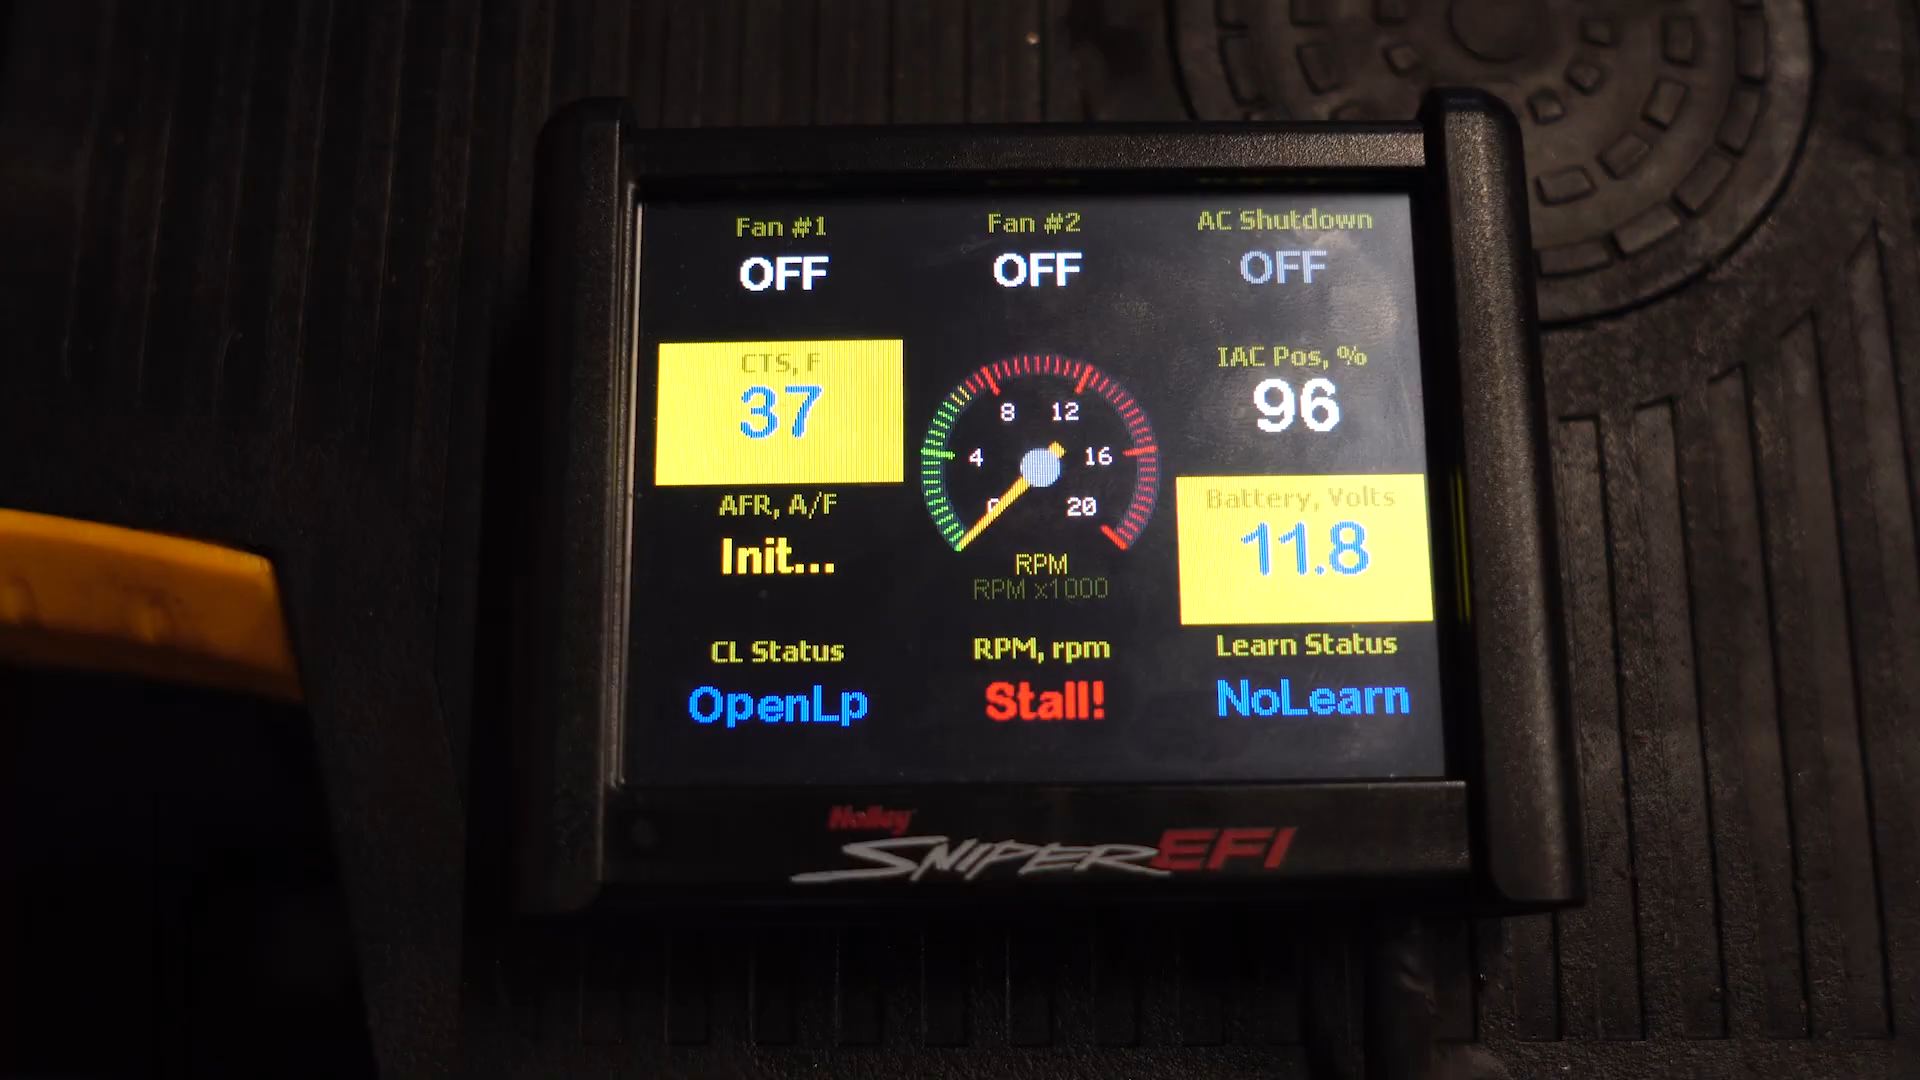 Fan #1
OFF
Fan #2
OFF
AC Shutdown
OFF
CTS, F
37
IAC Pos, %
96
8 12
4 16
0 20
RPM
RPM x1000
AFR, A/F
Init...
Battery, Volts
11.8
CL Status
OpenLp
RPM, rpm
Stall!
Learn Status
NoLearn
Holley
SNIPER EFI